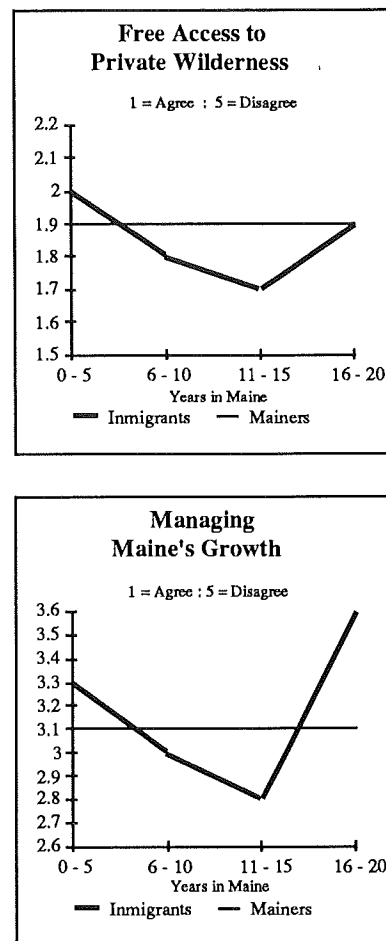 Free Access to
Private Wilderness
1 = Agree : 5 = Disagree
2.2
2.1
2
1.9
1.8
1.7
1.6
1.5
0 - 5 6 - 10 11 - 15 16 - 20
Years in Maine
Inmigrants Mainers
Managing
Maine's Growth
1 = Agree : 5 = Disagree
3.6
3.5
3.4
3.3
3.2
3.1
3
2.9
2.8
2.7
2.6
0 - 5 6 - 10 11 - 15 16 - 20
Years in Maine
Inmigrants Mainers